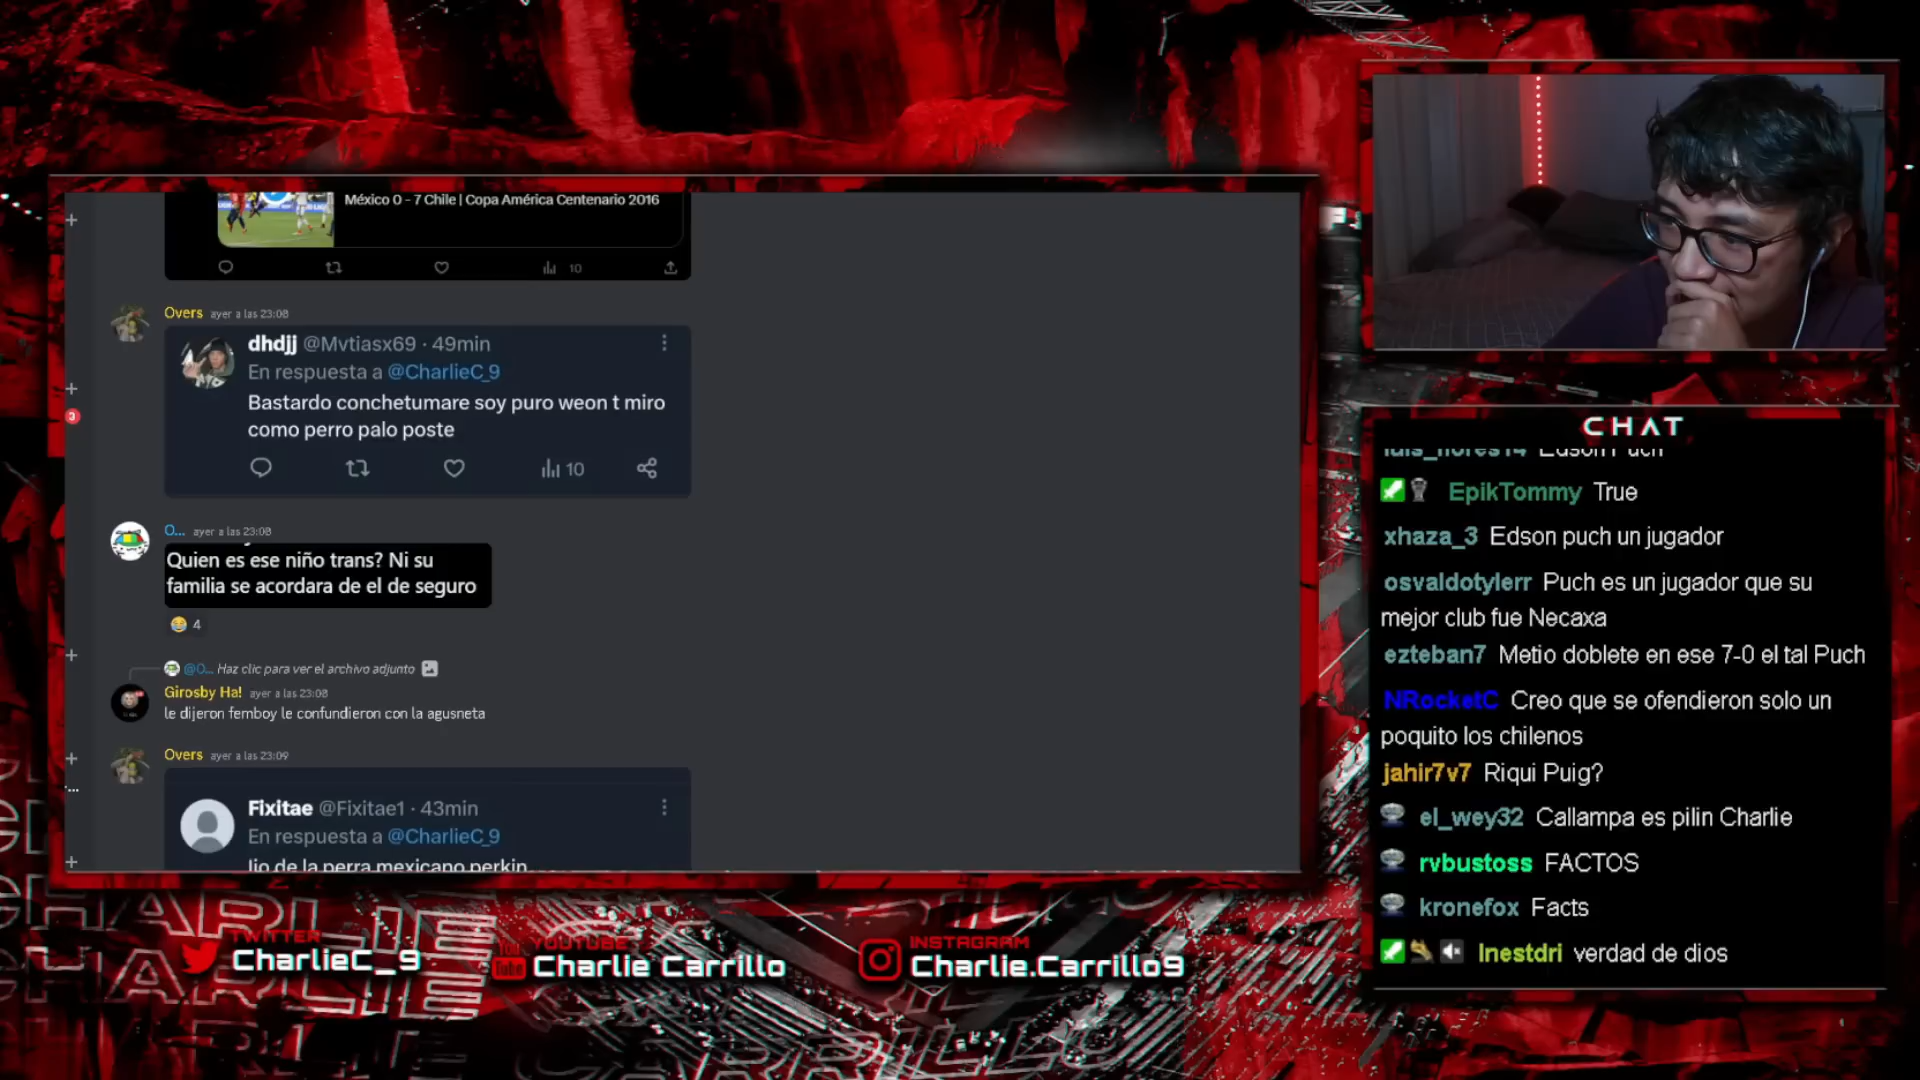 México 0 - 7 Chile | Copa América Centenario 2016
10
Overs ayer a las 23:08
dhdjj @Mvtiasx69 · 49min
En respuesta a @CharlieC_9
Bastardo conchetumare soy puro weon t miro
como perro palo poste
10
3
O... ayer a las 23:08
Quien es ese niño trans? Ni su
familia se acordara de el de seguro
4
@O... Haz clic para ver el archivo adjunto
Girosby Ha! ayer a las 23:08
le dijeron femboy le confundieron con la agusneta
Overs ayer a las 23:09
Fixitae @Fixitae1 · 43min
En respuesta a @CharlieC_9
de la perra mexicano perkin
CHAT
luis_flores14 Edson Puch
EpikTommy True
xhaza_3 Edson puch un jugador
osvaldotylerr Puch es un jugador que su
mejor club fue Necaxa
ezteban7 Metio doblete en ese 7-0 el tal Puch
NRocketC Creo que se ofendieron solo un
poquito los chilenos
jahir7v7 Riqui Puig?
el_wey32 Callampa es pilin Charlie
rvbustoss FACTOS
kronefox Facts
lnestdri verdad de dios
TWITTER
CharlieC_9
YOUTUBE
You Tube
Charlie Carrillo
INSTAGRAM
Charlie.Carrillo9
CHARLIE
CHARLIE
CHARLIE
CARRILLO